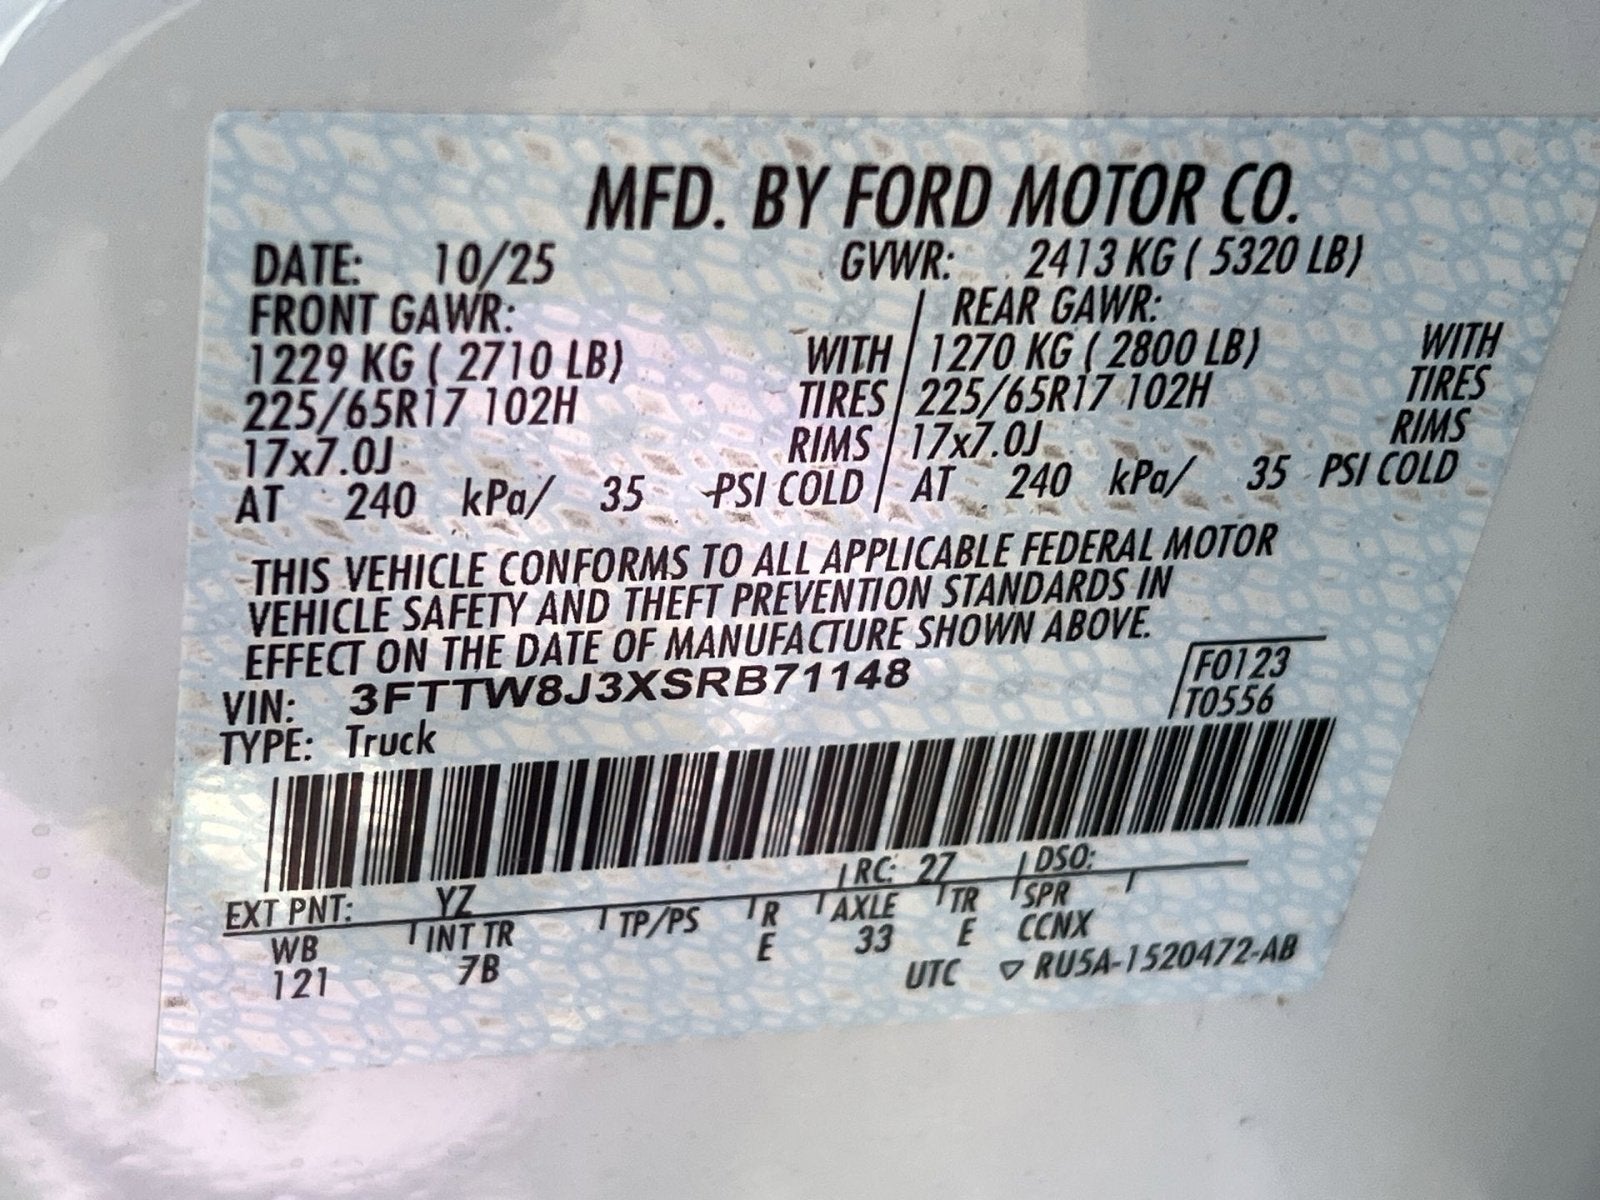 MFD. BY FORD MOTOR CO.
DATE: 10/25 GVWR: 2413 KG ( 5320 LB)
FRONT GAWR: REAR GAWR:
1229 KG ( 2710 LB) WITH 1270 KG ( 2800 LB) WITH
225/65R17 102H TIRES 225/65R17 102H TIRES
17x7.0J RIMS 17x7.0J RIMS
AT 240 kPa/ 35 PSI COLD AT 240 kPa/ 35 PSI COLD
THIS VEHICLE CONFORMS TO ALL APPLICABLE FEDERAL MOTOR
VEHICLE SAFETY AND THEFT PREVENTION STANDARDS IN
EFFECT ON THE DATE OF MANUFACTURE SHOWN ABOVE.
VIN: 3FTTW8J3XSRB71148 F0123
TYPE: Truck T0556
EXT PNT: YZ RC: 27 DSO:
WB INT TR TP/PS R AXLE TR SPR
121 7B E 33 E CCNX
UTC ▽ RU5A-1520472-AB